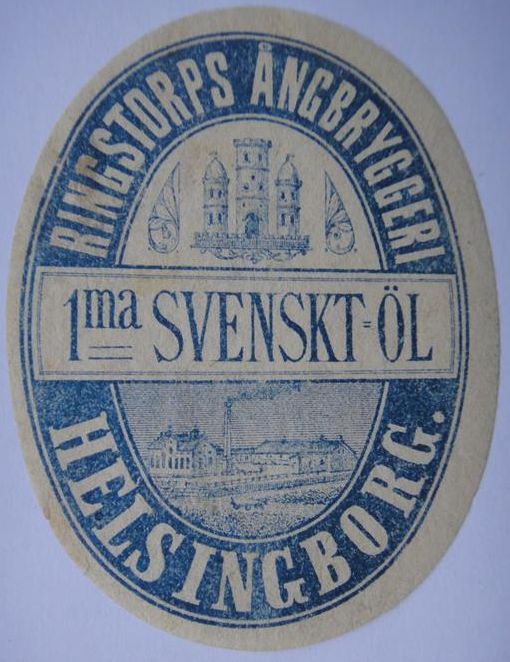 RINGSTORPS ÅNGBRYGGERI
1ma SVENSKT=ÖL
HELSINGBORG.